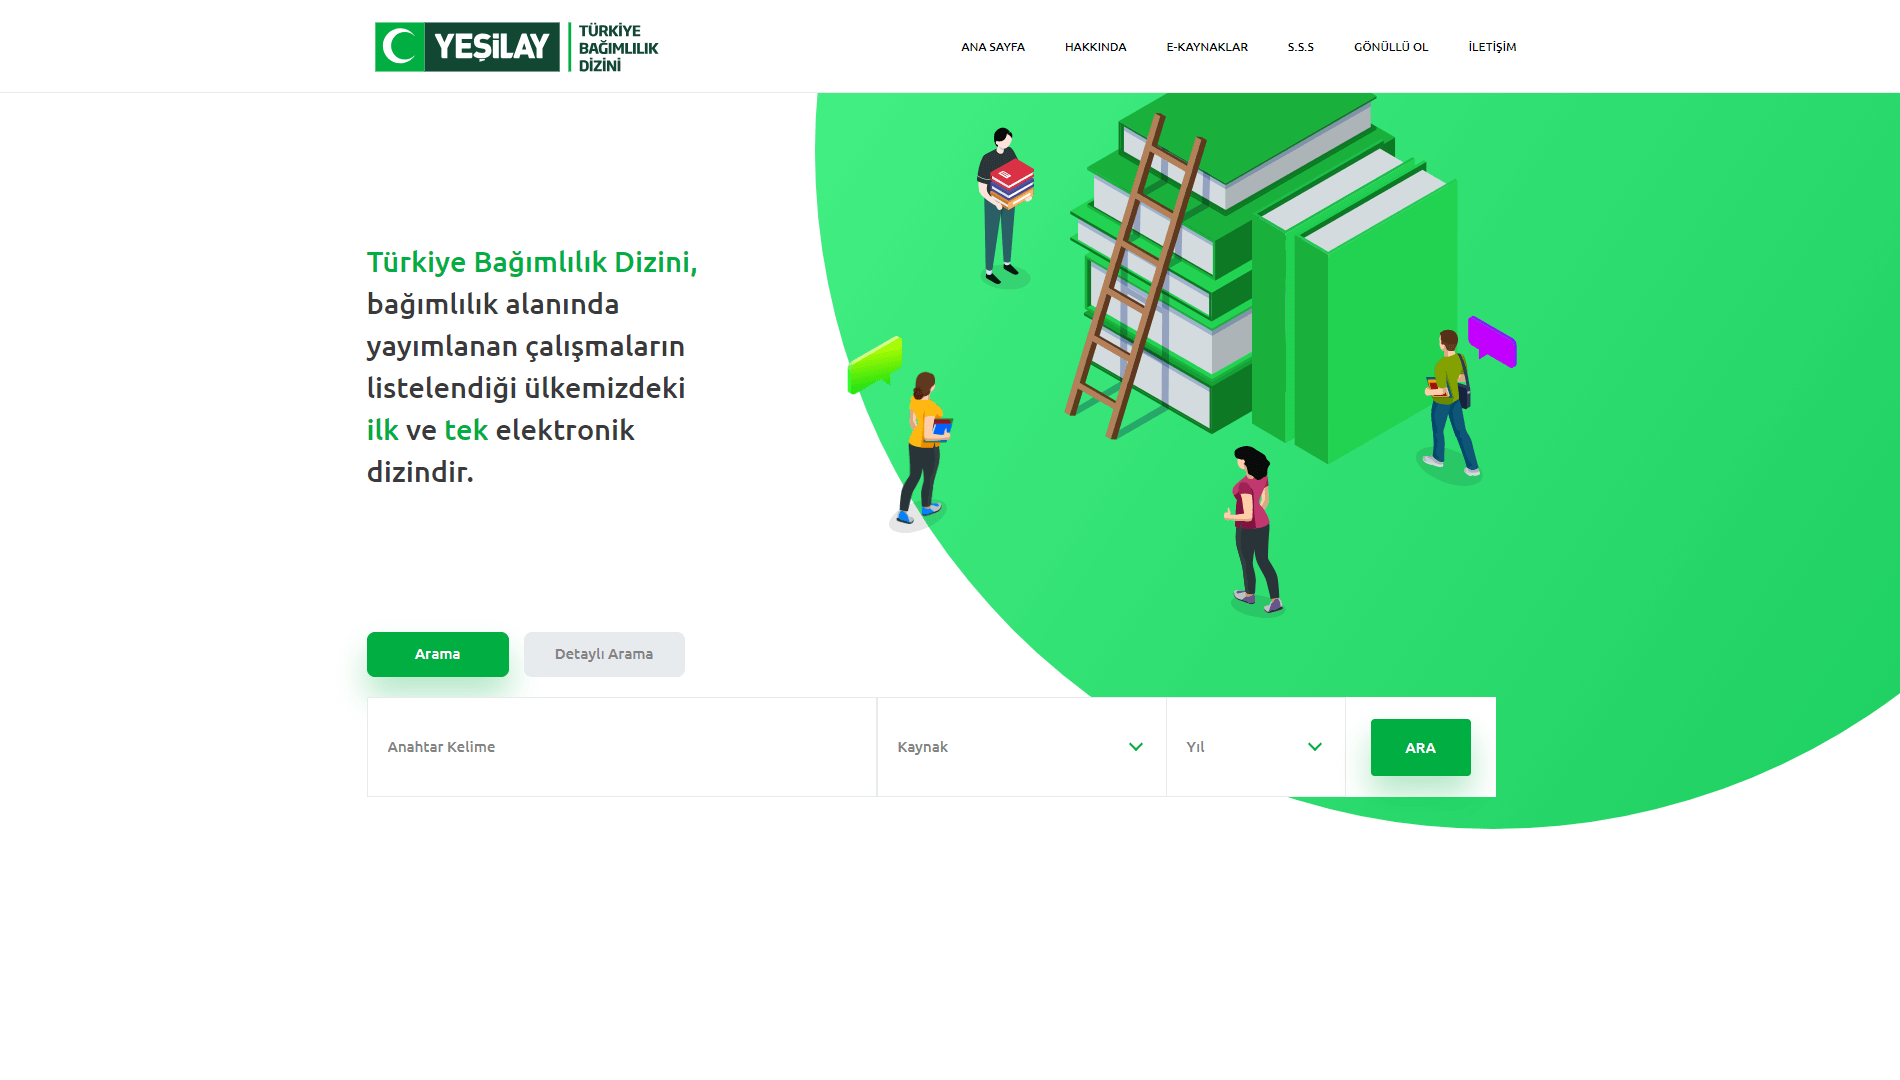 YEŞİLAY
TÜRKİYE
BAĞIMLILIK
DİZİNİ
ANA SAYFA
HAKKINDA
E-KAYNAKLAR
S.S.S
GÖNÜLLÜ OL
İLETİŞİM
Türkiye Bağımlılık Dizini,
bağımlılık alanında
yayımlanan çalışmaların
listelendiği ülkemizdeki
ilk ve tek elektronik
dizindir.
Arama
Detaylı Arama
Anahtar Kelime
Kaynak
Yıl
ARA